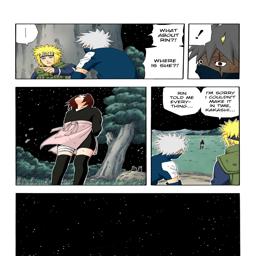 !
WHAT
ABOUT
RIN?!
WHERE
IS SHE?!
I'M SORRY
I COULDN'T
MAKE IT IN
TIME,
KAKASHI...
RIN
TOLD ME
EVERY-
THING...